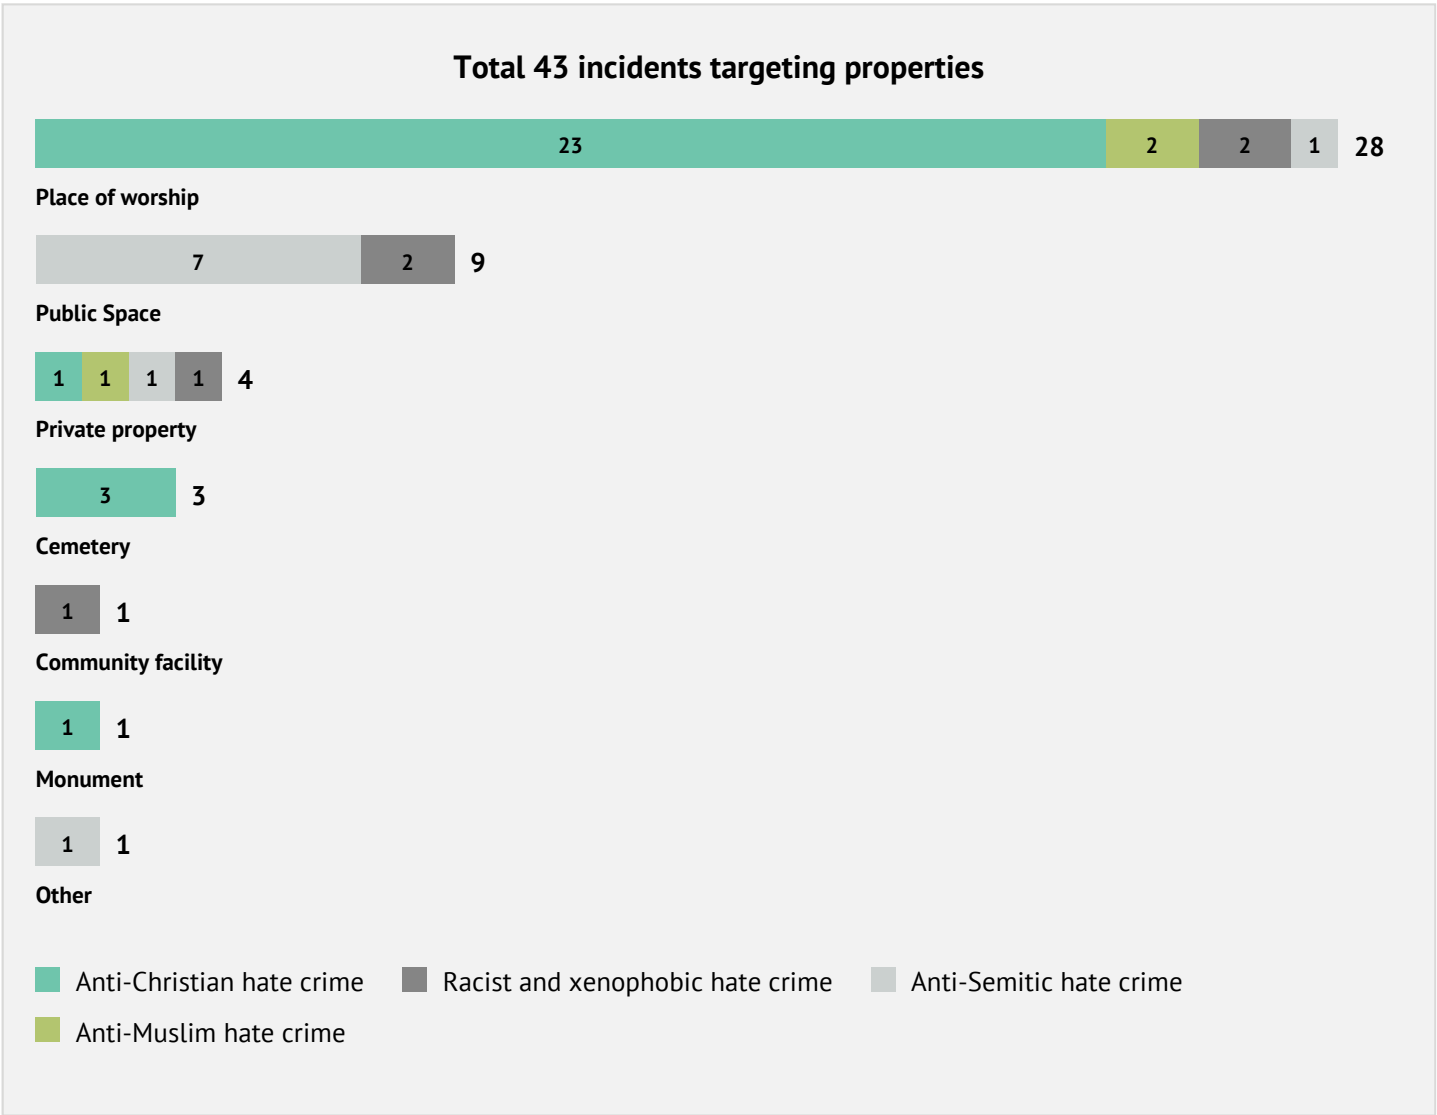 Total 43 incidents targeting properties
23 2 2 1 28
Place of worship
7 2 9
Public Space
1 1 1 1 4
Private property
3 3
Cemetery
1 1
Community facility
1 1
Monument
1 1
Other
Anti-Christian hate crime Racist and xenophobic hate crime Anti-Semitic hate crime
Anti-Muslim hate crime